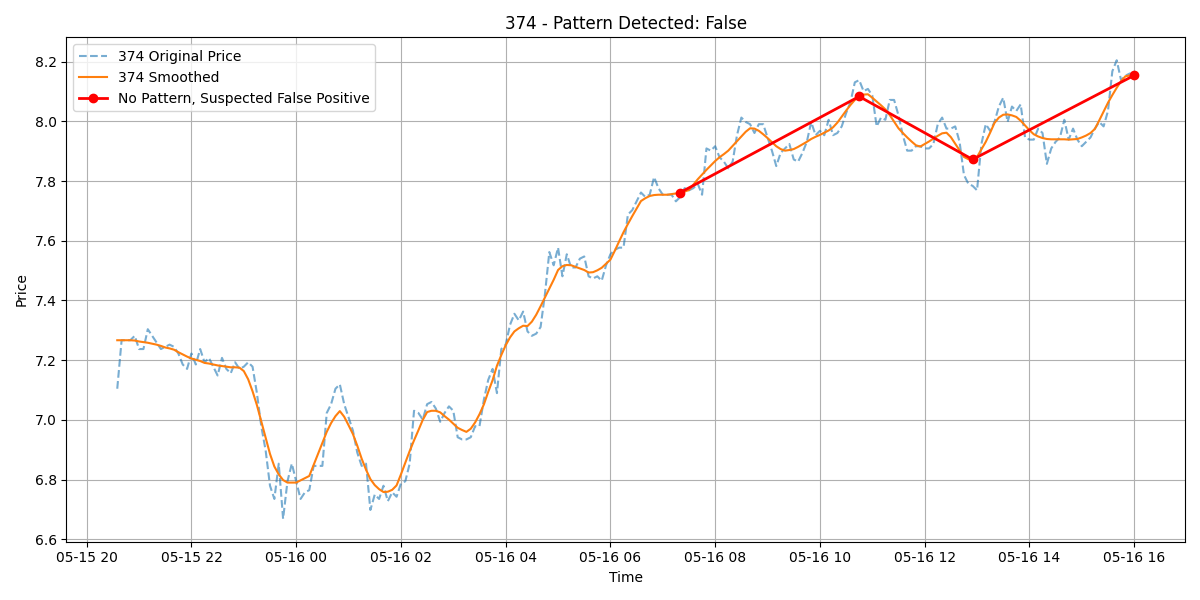 374 - Pattern Detected: False
374 Original Price
374 Smoothed
No Pattern, Suspected False Positive
Price
8.2
8.0
7.8
7.6
7.4
7.2
7.0
6.8
6.6
05-15 20 05-15 22 05-16 00 05-16 02 05-16 04 05-16 06 05-16 08 05-16 10 05-16 12 05-16 14 05-16 16
Time